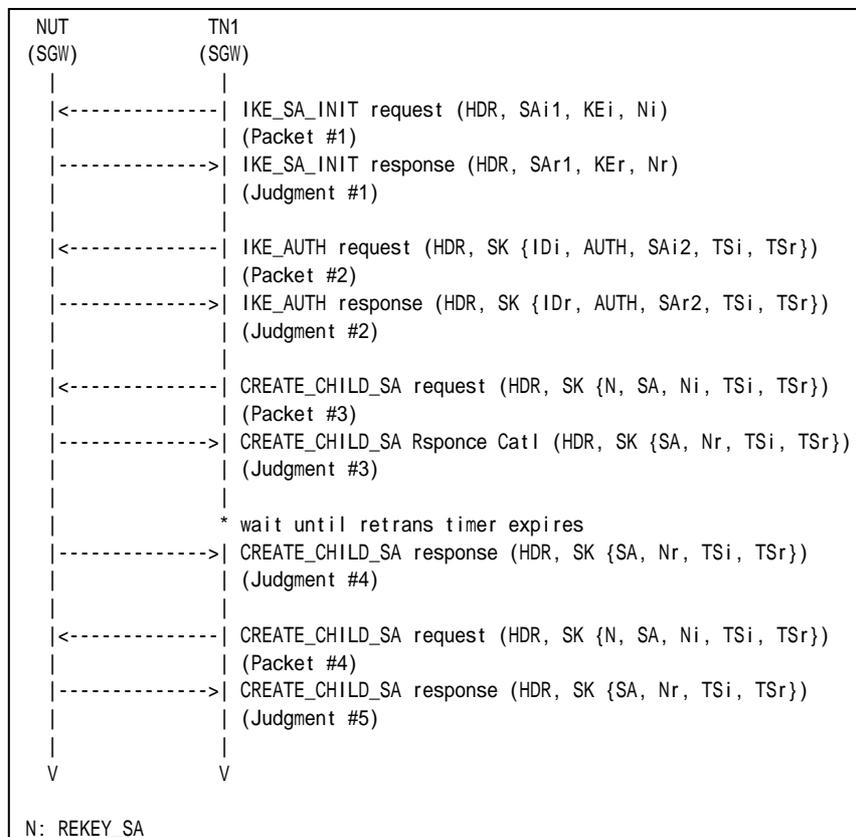 NUT TN1
(SGW) (SGW)
| |
|<--------------| IKE_SA_INIT request (HDR, SAi1, KEi, Ni)
| | (Packet #1)
|-------------->| IKE_SA_INIT response (HDR, SAr1, KEr, Nr)
| | (Judgment #1)
| |
|<--------------| IKE_AUTH request (HDR, SK {IDi, AUTH, SAi2, TSi, TSr})
| | (Packet #2)
|-------------->| IKE_AUTH response (HDR, SK {IDr, AUTH, SAr2, TSi, TSr})
| | (Judgment #2)
| |
|<--------------| CREATE_CHILD_SA request (HDR, SK {N, SA, Ni, TSi, TSr})
| | (Packet #3)
|-------------->| CREATE_CHILD_SA Rsponce Catl (HDR, SK {SA, Nr, TSi, TSr})
| | (Judgment #3)
| |
| * wait until retrans timer expires
|-------------->| CREATE_CHILD_SA response (HDR, SK {SA, Nr, TSi, TSr})
| | (Judgment #4)
| |
|<--------------| CREATE_CHILD_SA request (HDR, SK {N, SA, Ni, TSi, TSr})
| | (Packet #4)
|-------------->| CREATE_CHILD_SA response (HDR, SK {SA, Nr, TSi, TSr})
| | (Judgment #5)
| |
V V
N: REKEY_SA